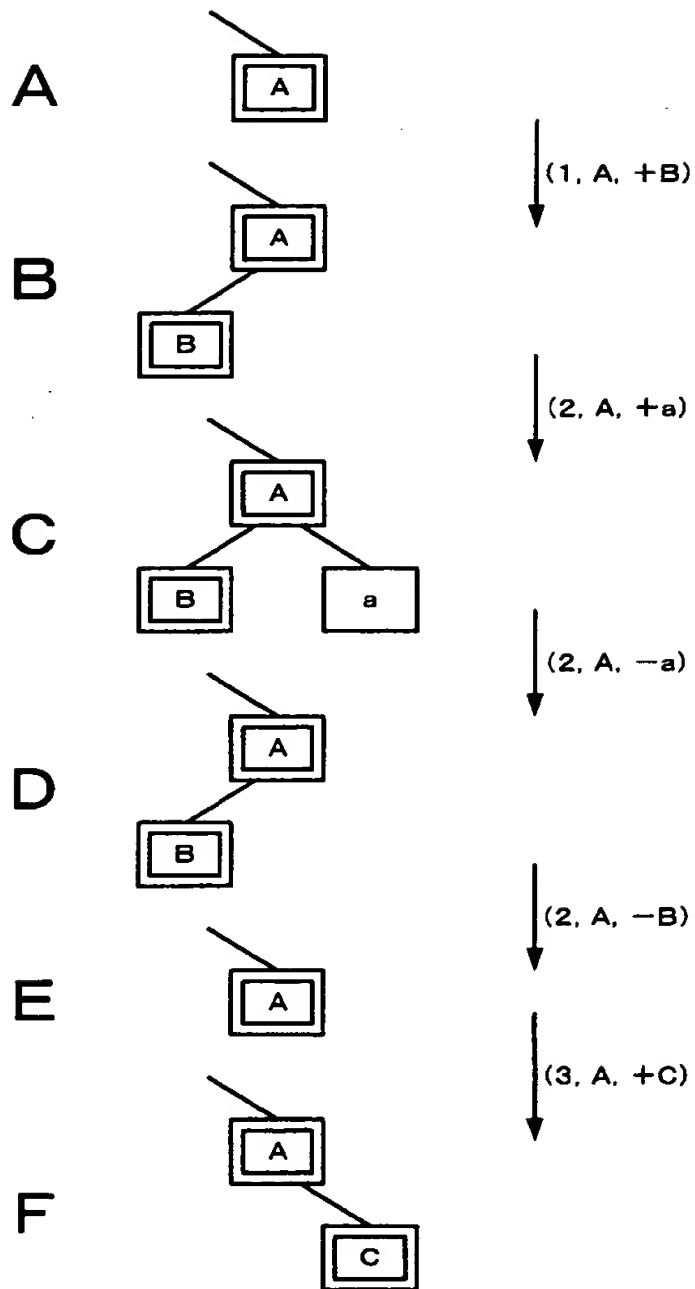 A
A
(1, A, +B)
A
B
B
(2, A, +a)
A
C
B a
(2, A, −a)
A
D
B
(2, A, −B)
E
A
(3, A, +C)
A
F
C